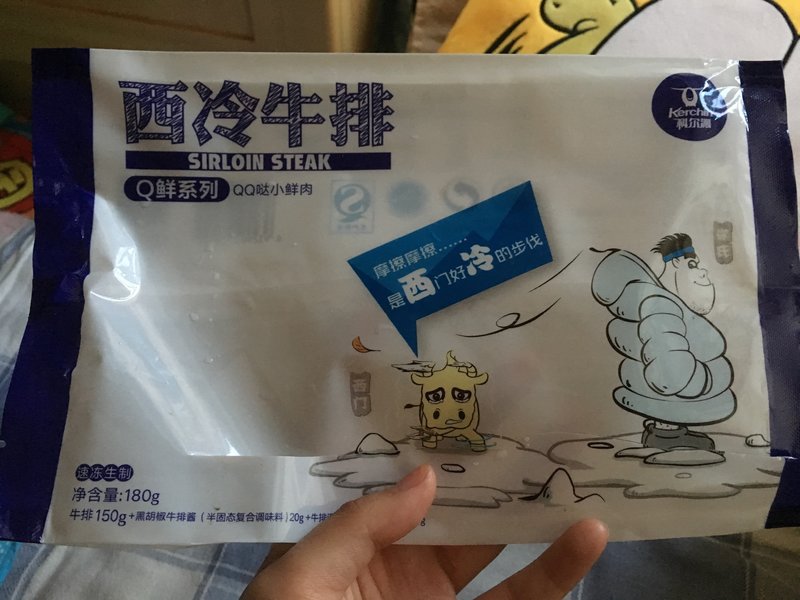 西冷牛排
SIRLOIN STEAK
Q鲜系列 QQ哒小鲜肉
Kerchin
科尔沁
摩擦摩擦……
是西门好冷的步伐
西门
速冻生制
净含量:180g
牛排150g+黑胡椒牛排酱(半固态复合调味料)20g+牛排